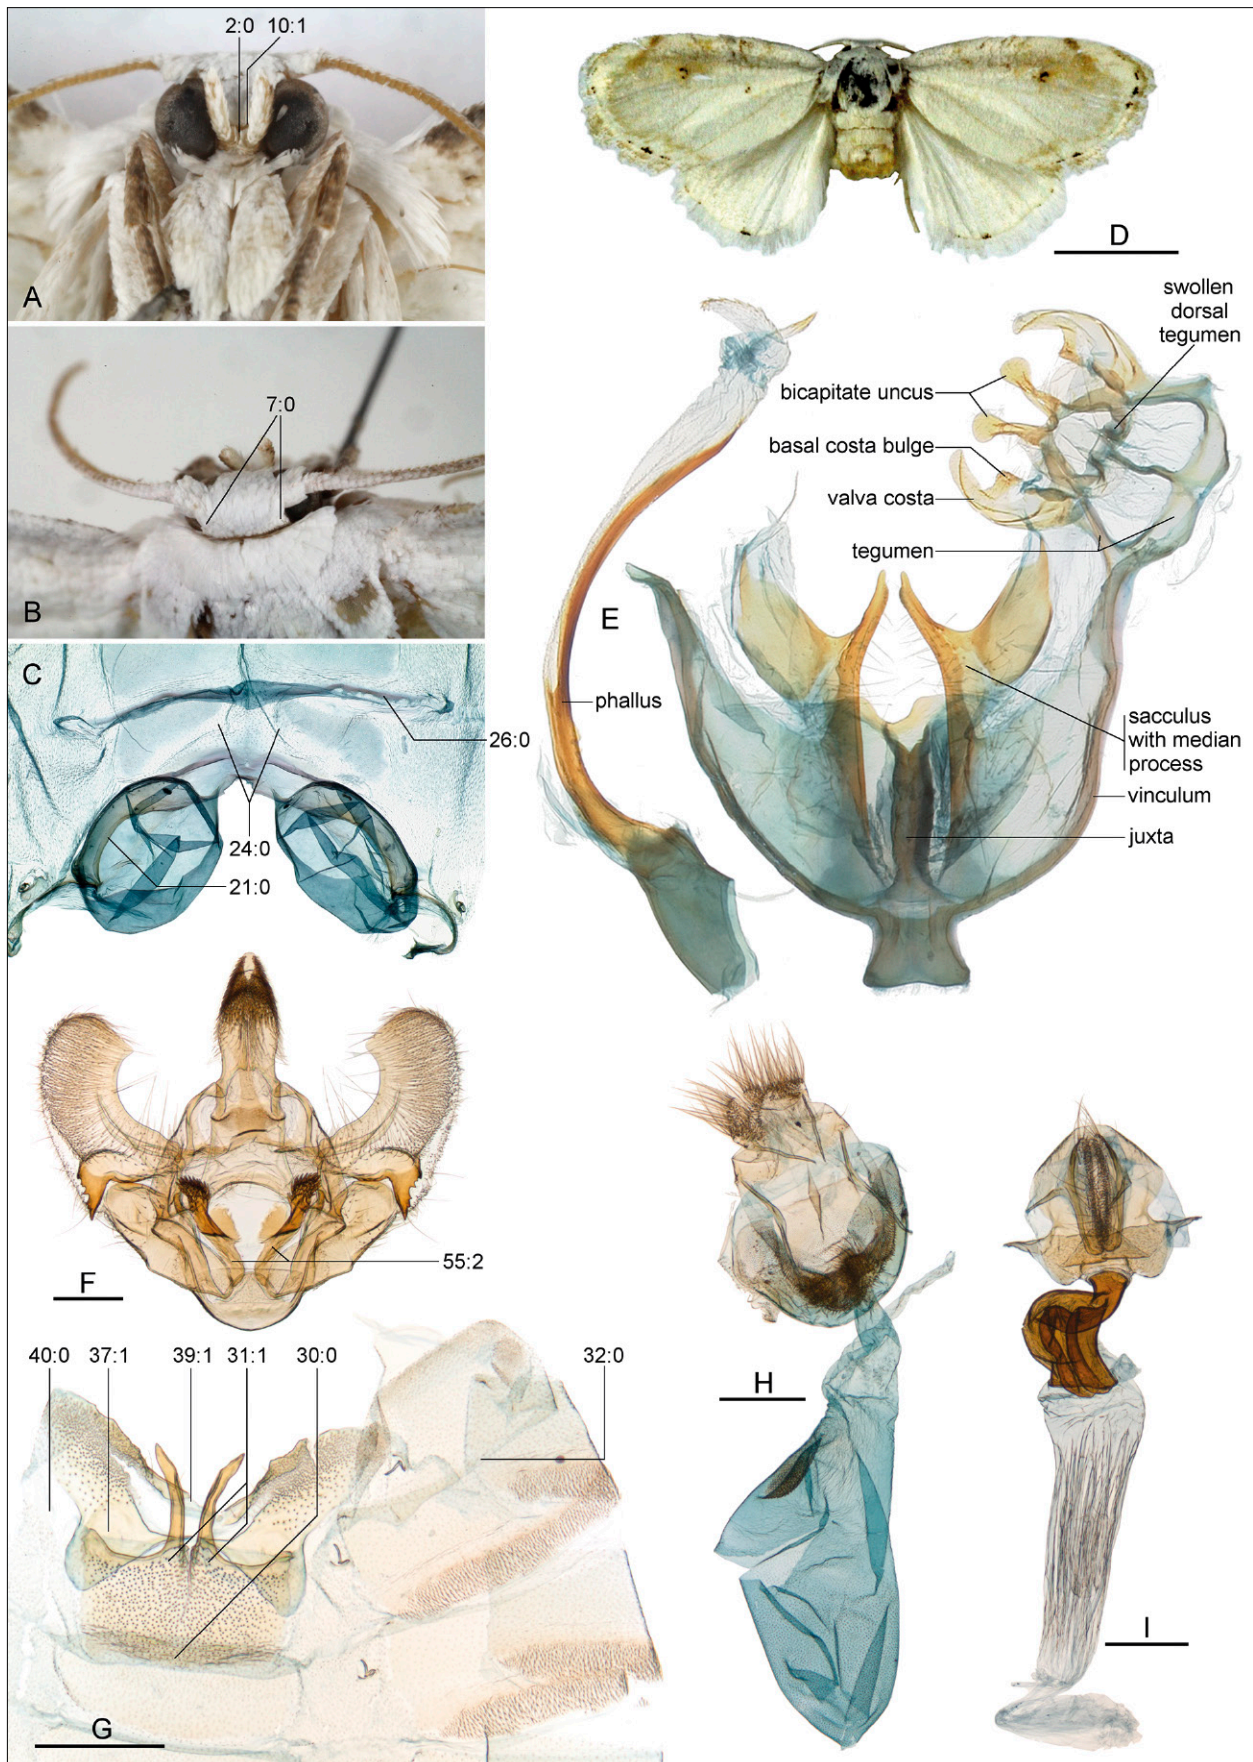 2:0
10:1
A
D
7:0
B
swollen
dorsal
tegumen
bicapitate uncus
basal costa bulge
valva costa
tegumen
E
phallus
sacculus
with median
process
vinculum
juxta
C
26:0
24:0
21:0
F
55:2
40:0
37:1
39:1
31:1
30:0
32:0
G
H
I